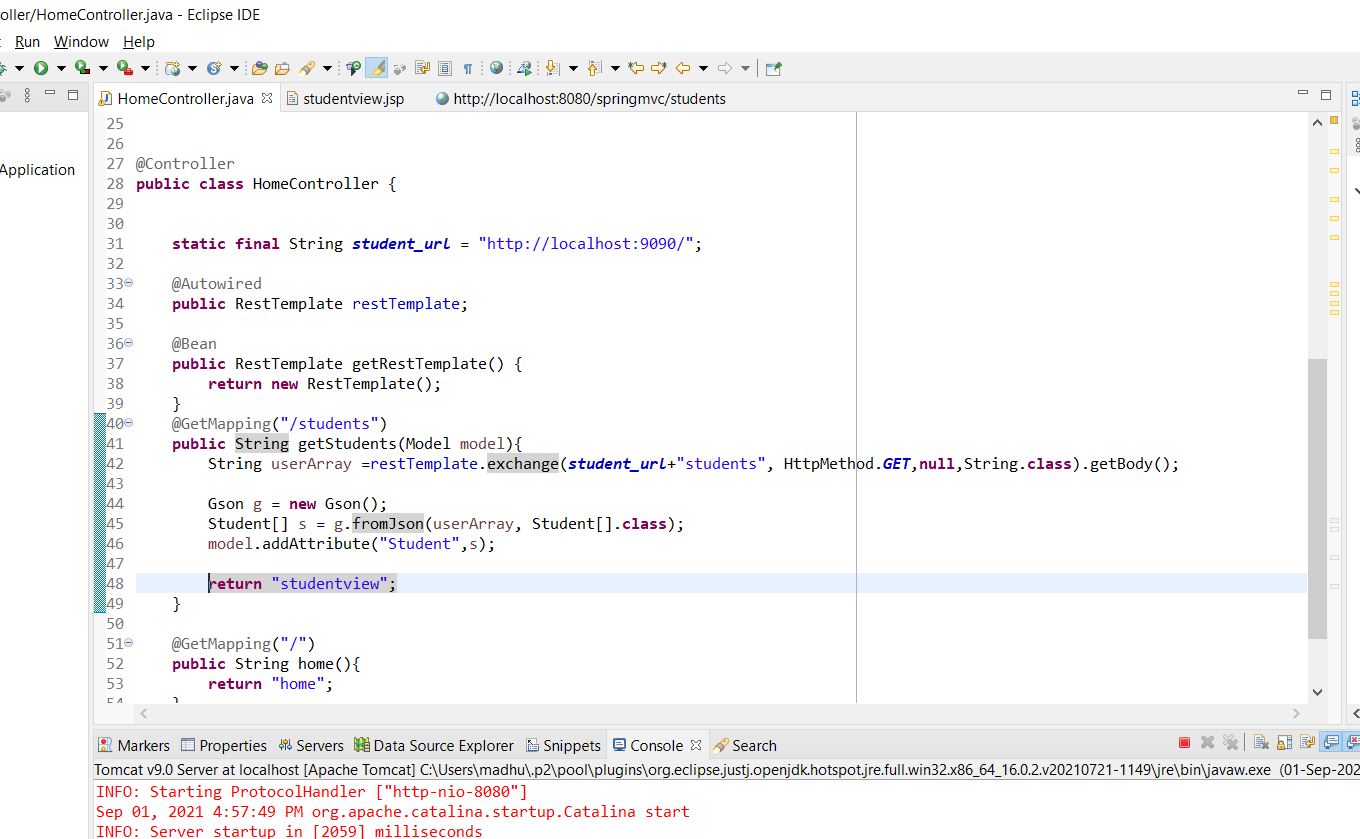 oller/HomeController.java - Eclipse IDE
Run Window Help
HomeController.java studentview.jsp http://localhost:8080/springmvc/students
Application
25
26
27 @Controller
28 public class HomeController {
29
30
31 static final String student_url = "http://localhost:9090/";
32
33 @Autowired
34 public RestTemplate restTemplate;
35
36 @Bean
37 public RestTemplate getRestTemplate() {
38 return new RestTemplate();
39 }
40 @GetMapping("/students")
41 public String getStudents(Model model){
42 String userArray =restTemplate.exchange(student_url+"students", HttpMethod.GET,null,String.class).getBody();
43
44 Gson g = new Gson();
45 Student[] s = g.fromJson(userArray, Student[].class);
46 model.addAttribute("Student",s);
47
48 return "studentview";
49 }
50
51 @GetMapping("/")
52 public String home(){
53 return "home";
54 }
Markers Properties Servers Data Source Explorer Snippets Console Search
Tomcat v9.0 Server at localhost [Apache Tomcat] C:\Users\madhu\.p2\pool\plugins\org.eclipse.justj.openjdk.hotspot.jre.full.win32.x86_64_16.0.2.v20210721-1149\jre\bin\javaw.exe (01-Sep-202
INFO: Starting ProtocolHandler ["http-nio-8080"]
Sep 01, 2021 4:57:49 PM org.apache.catalina.startup.Catalina start
INFO: Server startup in [2059] milliseconds